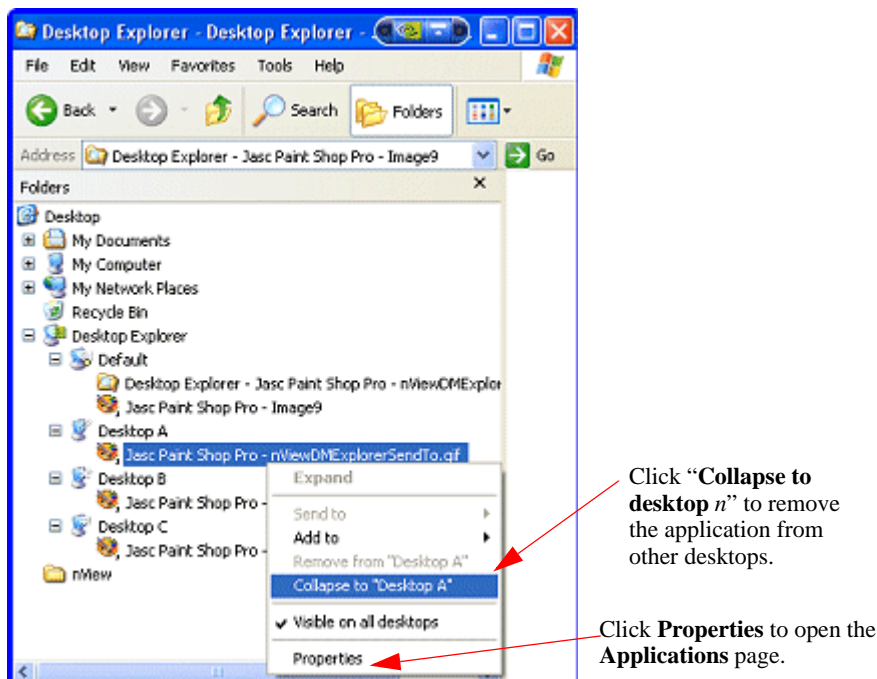 Desktop Explorer - Desktop Explorer -
File Edit View Favorites Tools Help
Back Search Folders
Address Desktop Explorer - Jasc Paint Shop Pro - Image9 Go
Folders
Desktop
My Documents
My Computer
My Network Places
Recycle Bin
Desktop Explorer
Default
Desktop Explorer - Jasc Paint Shop Pro - nViewDMExplor
Jasc Paint Shop Pro - Image9
Desktop A
Jasc Paint Shop Pro - nViewDMExplorerSendTo.gif
Desktop B
Jasc Paint Shop Pro -
Desktop C
Jasc Paint Shop Pro -
nView
Expand
Send to
Add to
Remove from "Desktop A"
Collapse to "Desktop A"
Visible on all desktops
Properties
Click “Collapse to
desktop n” to remove
the application from
other desktops.
Click Properties to open the
Applications page.